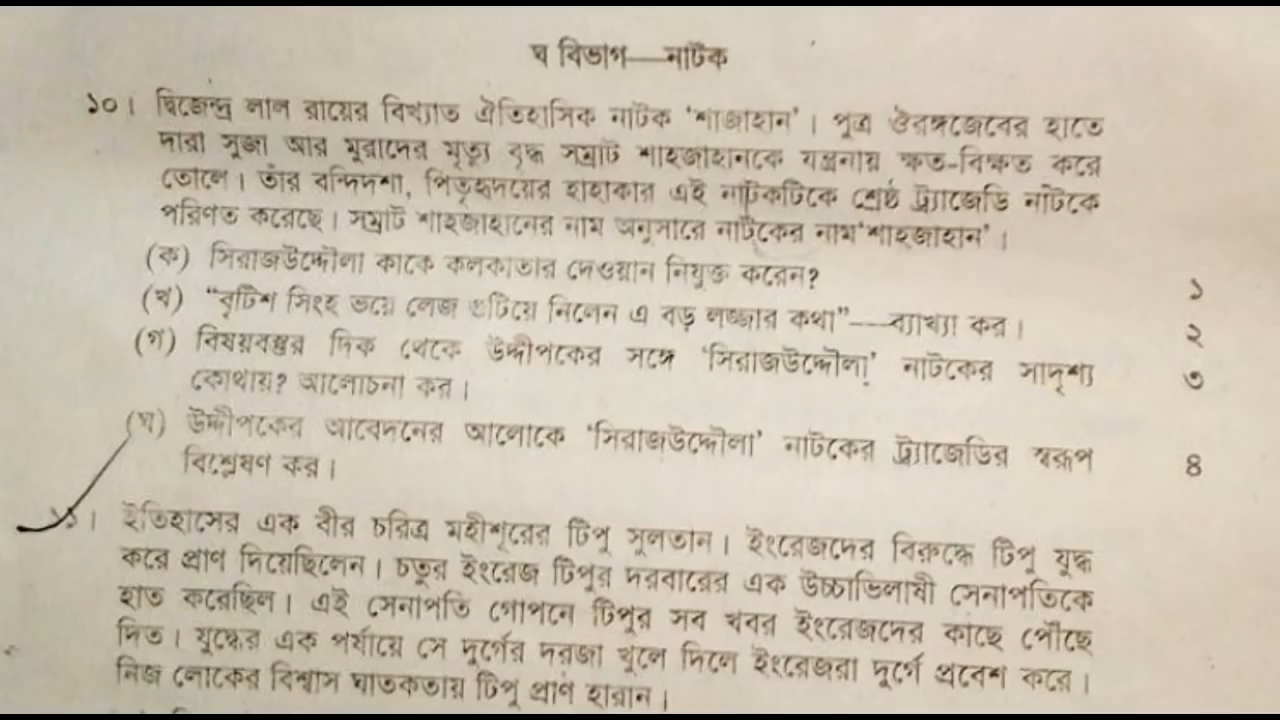 ঘ বিভাগ—নাটক
১০। দ্বিজেন্দ্র লাল রায়ের বিখ্যাত ঐতিহাসিক নাটক ‘শাজাহান’। পুত্র ঔরঙ্গজেবের হাতে
দারা সুজা আর মুরাদের মৃত্যু বৃদ্ধ সম্রাট শাহজাহানকে যন্ত্রনায় ক্ষত-বিক্ষত করে
তোলে। তাঁর বন্দিদশা, পিতৃহৃদয়ের হাহাকার এই নাটকটিকে শ্রেষ্ঠ ট্র্যাজেডি নাটকে
পরিণত করেছে। সম্রাট শাহজাহানের নাম অনুসারে নাটকের নাম‘শাহজাহান’।
(ক) সিরাজউদ্দৌলা কাকে কলকাতার দেওয়ান নিযুক্ত করেন? ১
(খ) “বৃটিশ সিংহ ভয়ে লেজ গুটিয়ে নিলেন এ বড় লজ্জার কথা”—ব্যাখ্যা কর। ২
(গ) বিষয়বস্তুর দিক থেকে উদ্দীপকের সঙ্গে ‘সিরাজউদ্দৌলা’ নাটকের সাদৃশ্য ৩
কোথায়? আলোচনা কর।
(ঘ) উদ্দীপকের আবেদনের আলোকে ‘সিরাজউদ্দৌলা’ নাটকের ট্র্যাজেডির স্বরূপ ৪
বিশ্লেষণ কর।
১১। ইতিহাসের এক বীর চরিত্র মহীশূরের টিপু সুলতান। ইংরেজদের বিরুদ্ধে টিপু যুদ্ধ
করে প্রাণ দিয়েছিলেন। চতুর ইংরেজ টিপুর দরবারের এক উচ্চাভিলাষী সেনাপতিকে
হাত করেছিল। এই সেনাপতি গোপনে টিপুর সব খবর ইংরেজদের কাছে পৌঁছে
দিত। যুদ্ধের এক পর্যায়ে সে দুর্গের দরজা খুলে দিলে ইংরেজরা দুর্গে প্রবেশ করে।
নিজ লোকের বিশ্বাস ঘাতকতায় টিপু প্রাণ হারান।